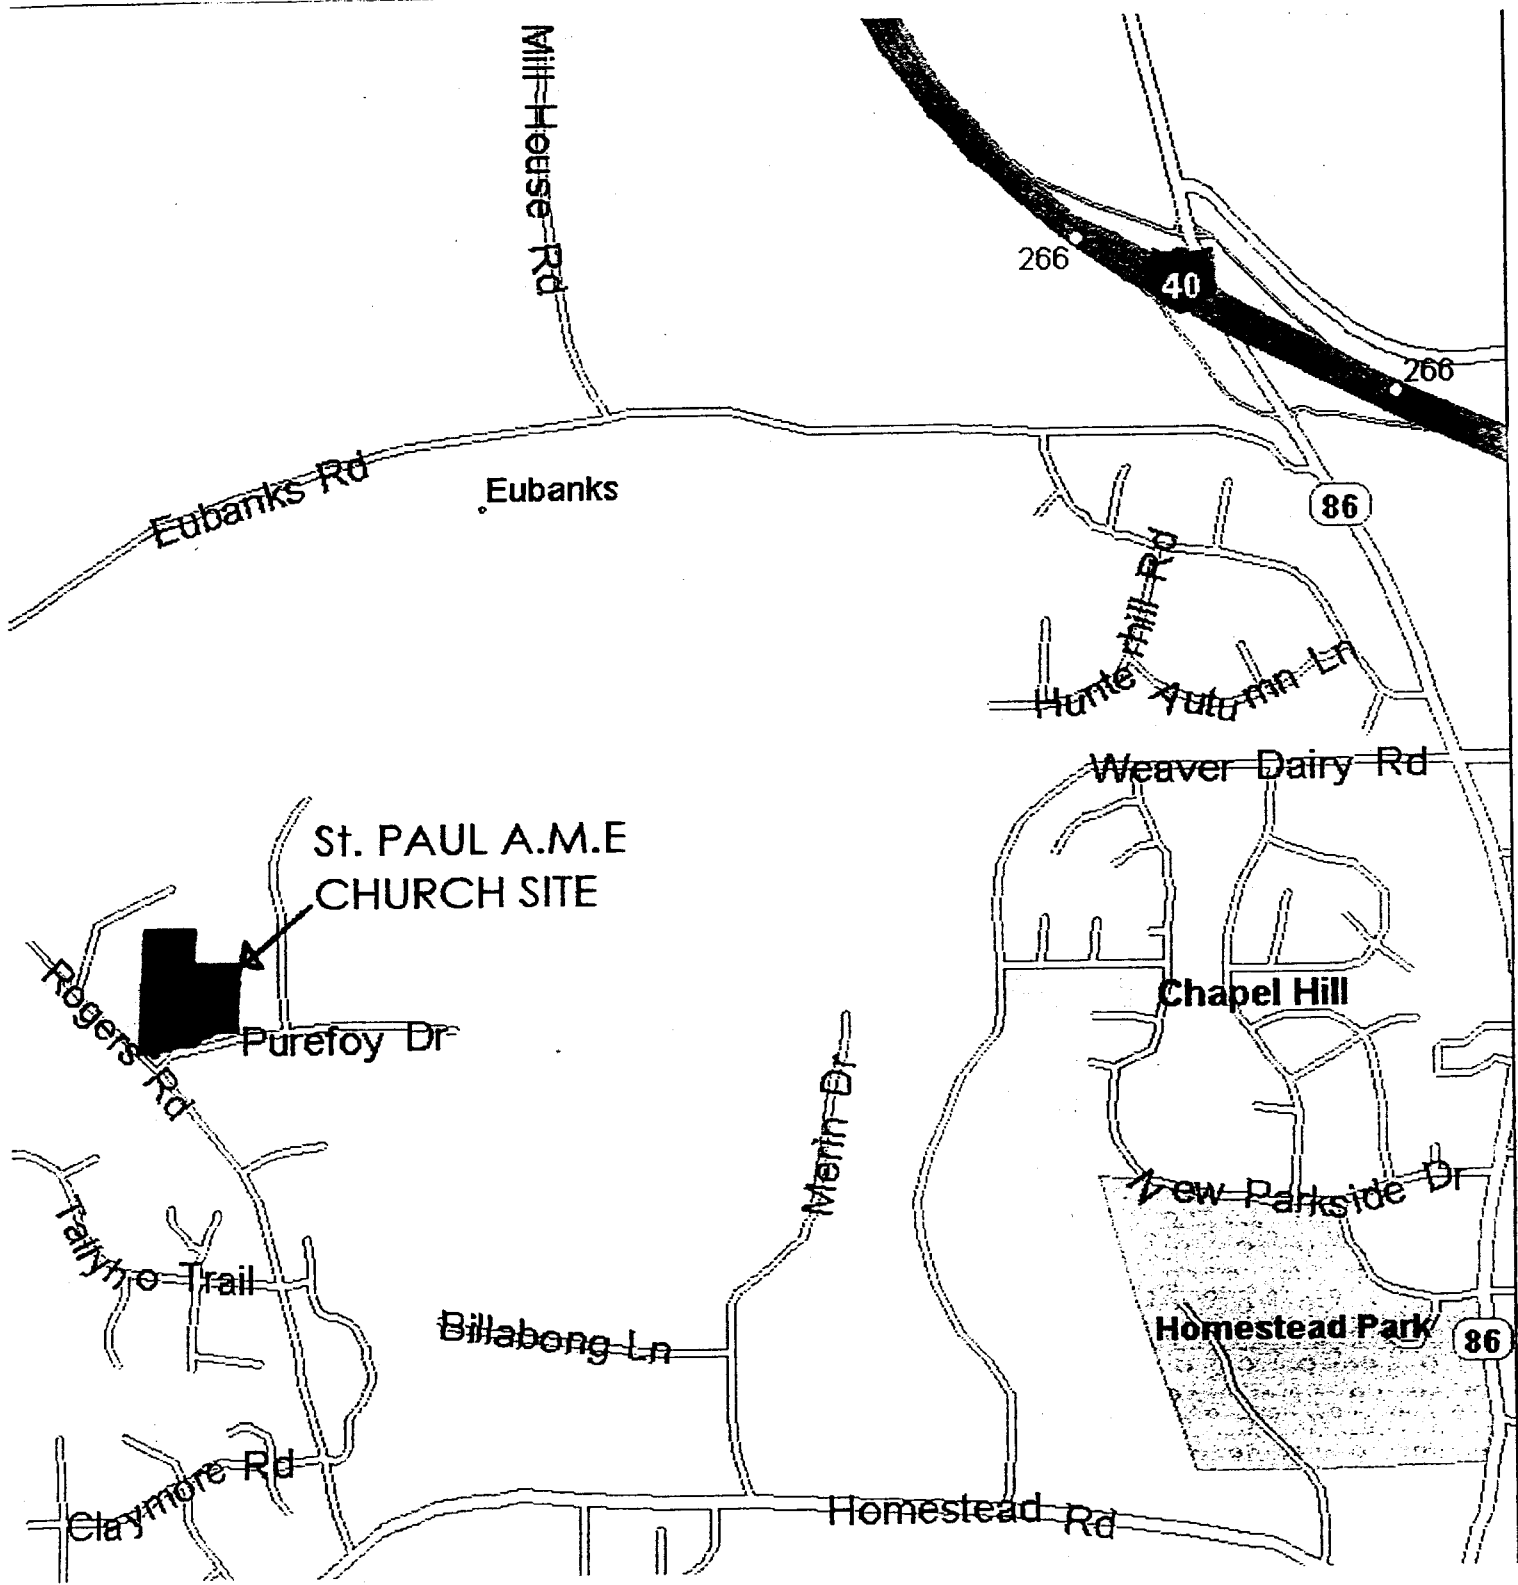 Mill House Rd
266
40
266
Eubanks Rd
Eubanks
86
Hunterhill Rd
Autumn Ln
Weaver Dairy Rd
St. PAUL A.M.E
CHURCH SITE
Rogers Rd
Purefoy Dr
Chapel Hill
Merin Dr
New Parkside Dr
Tallyho Trail
Billabong Ln
Homestead Park
86
Claymore Rd
Homestead Rd